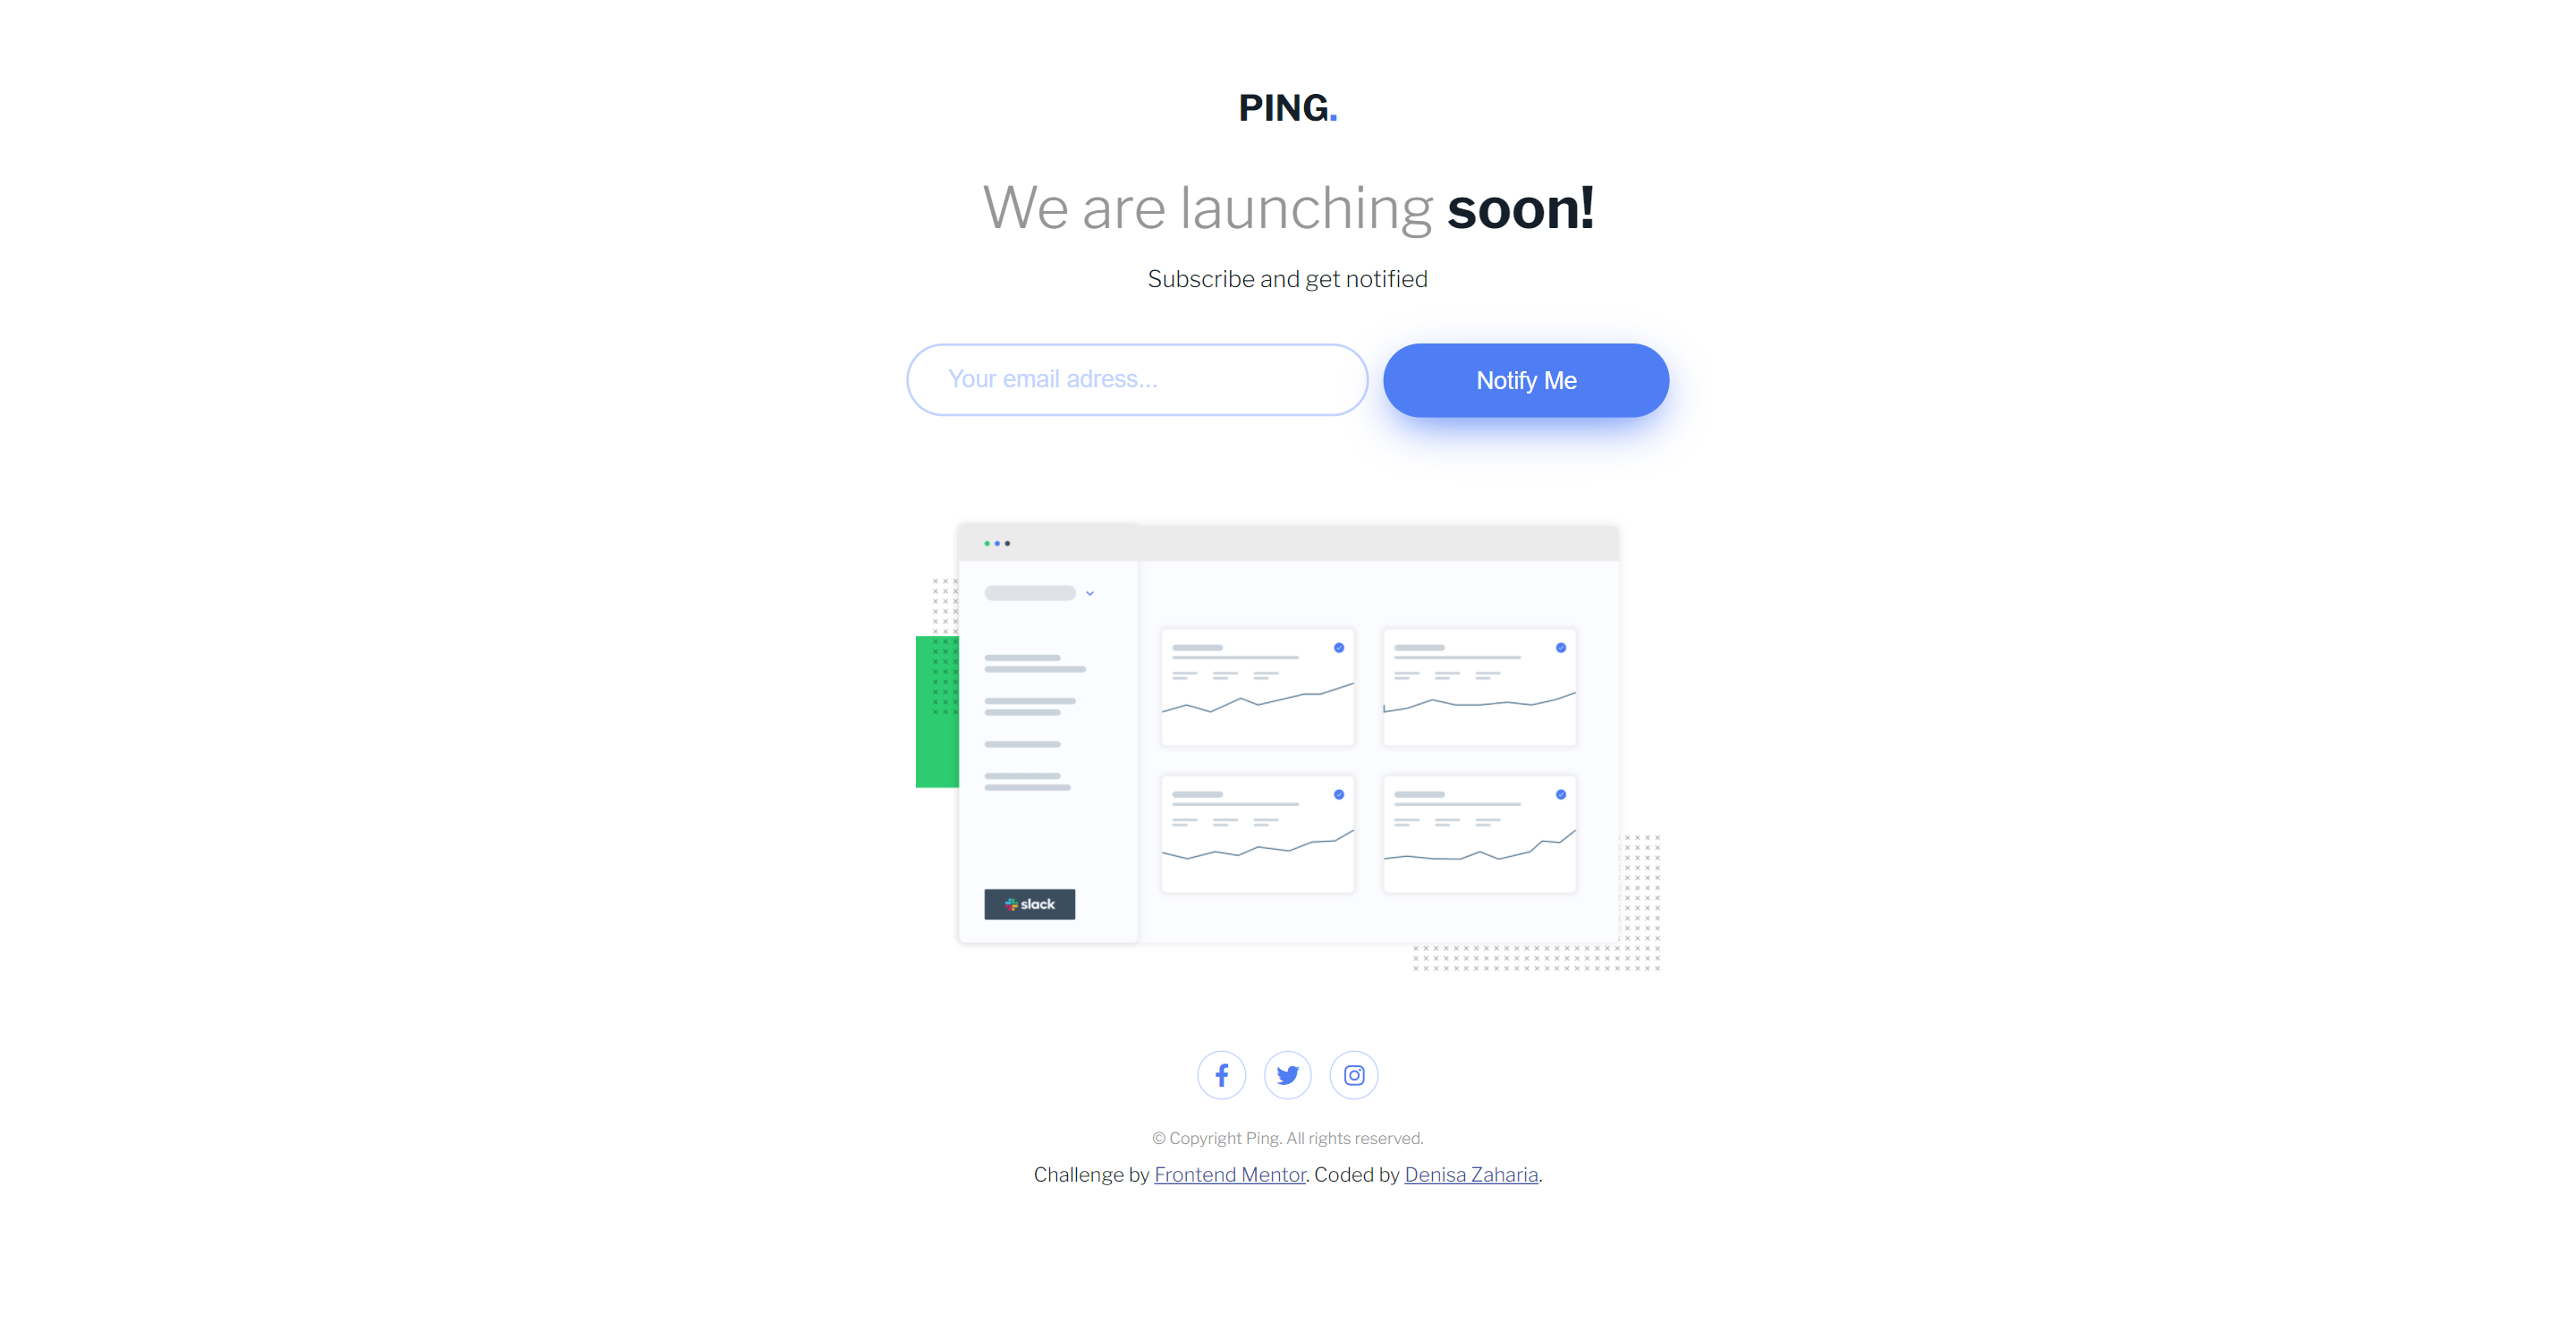 PING.
We are launching soon!
Subscribe and get notified
Your email adress...
Notify Me
slack
© Copyright Ping. All rights reserved.
Challenge by Frontend Mentor. Coded by Denisa Zaharia.